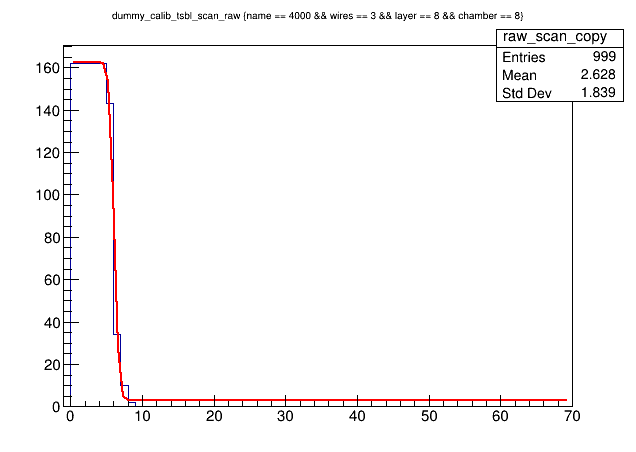 dummy_calib_tsbl_scan_raw {name == 4000 && wires == 3 && layer == 8 && chamber == 8}
raw_scan_copy
Entries 999
Mean 2.628
Std Dev 1.839
160
140
120
100
80
60
40
20
0
0 10 20 30 40 50 60 70